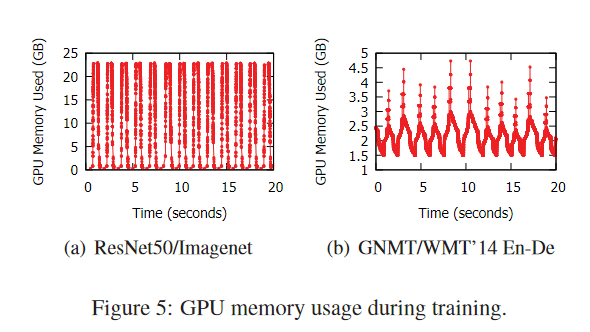 GPU Memory Used (GB)
25
20
15
10
5
0
0 5 10 15 20
Time (seconds)
(a) ResNet50/Imagenet
GPU Memory Used (GB)
5
4.5
4
3.5
3
2.5
2
1.5
1
0 5 10 15 20
Time (seconds)
(b) GNMT/WMT'14 En-De
Figure 5: GPU memory usage during training.